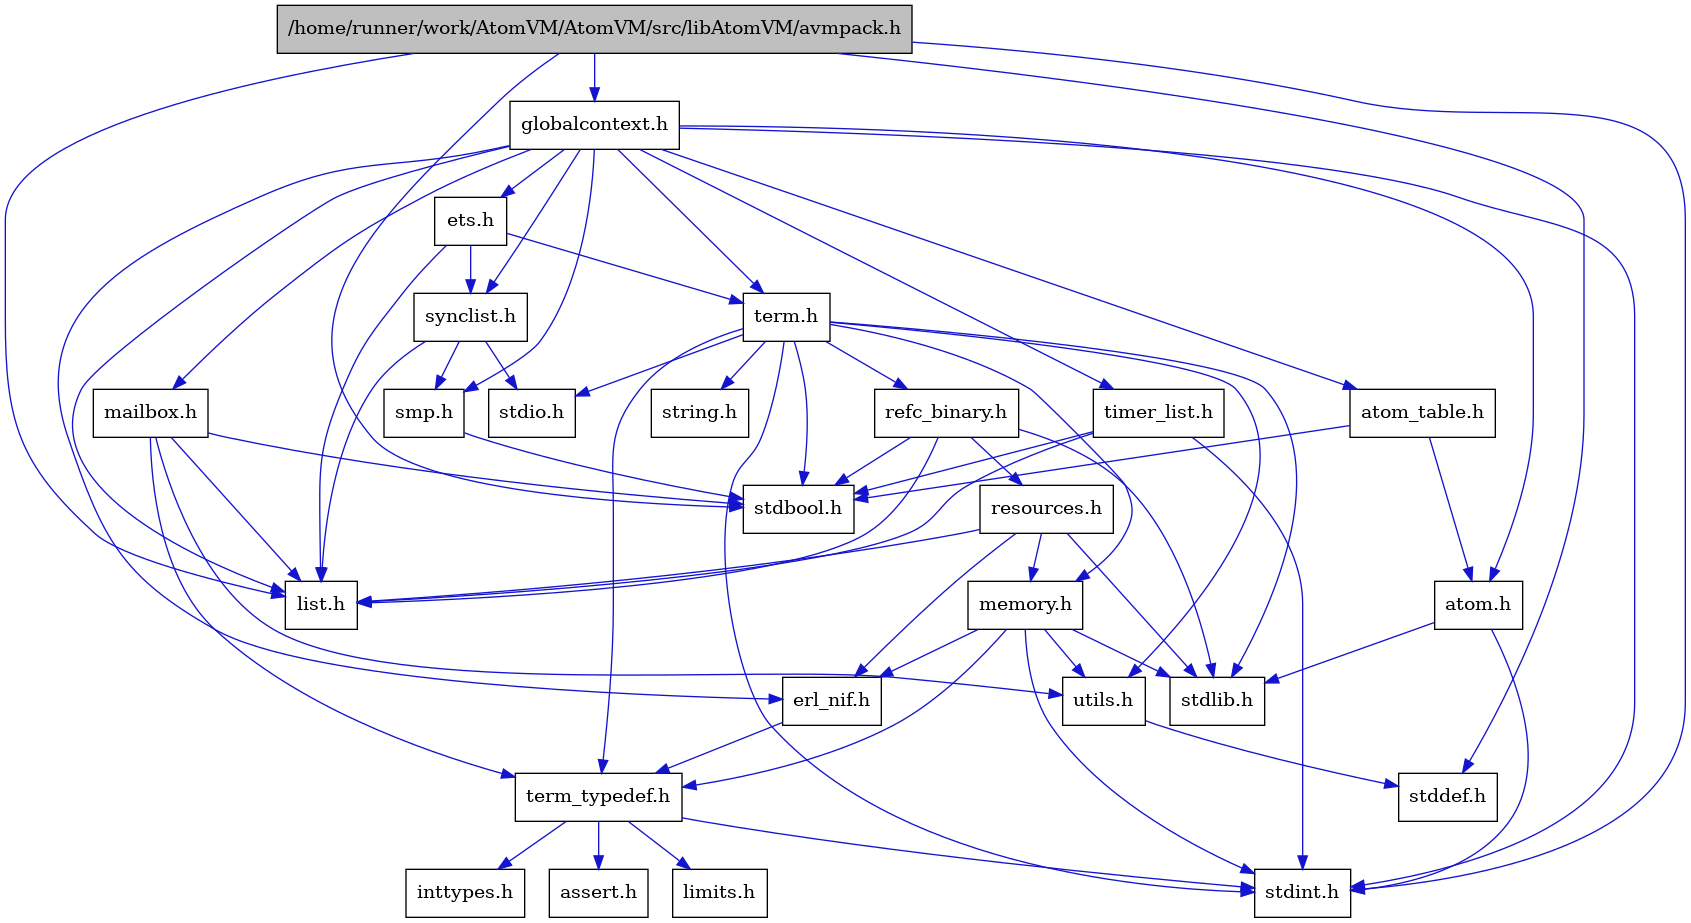 /home/runner/work/AtomVM/AtomVM/src/libAtomVM/avmpack.h
globalcontext.h
ets.h
synclist.h
term.h
mailbox.h
smp.h
stdio.h
string.h
refc_binary.h
timer_list.h
atom_table.h
stdbool.h
resources.h
list.h
memory.h
atom.h
erl_nif.h
utils.h
stdlib.h
term_typedef.h
stddef.h
inttypes.h
assert.h
limits.h
stdint.h